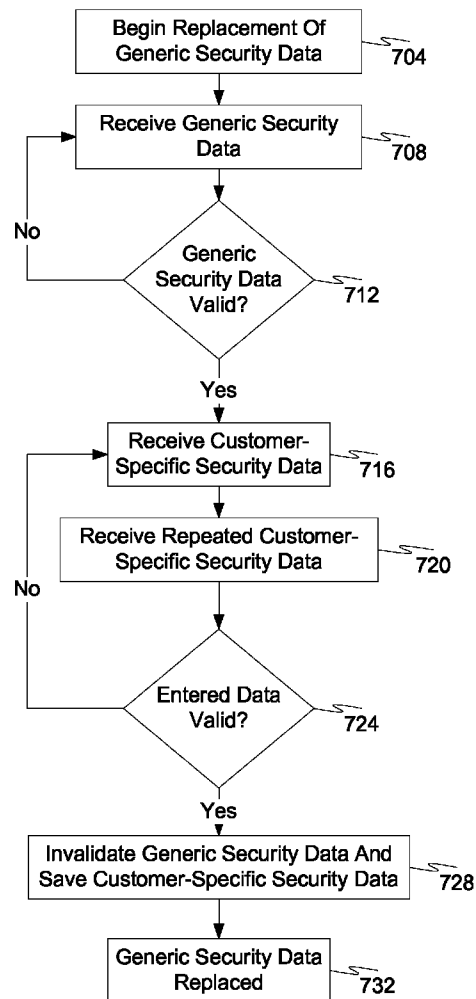 Begin Replacement Of
Generic Security Data
704
Receive Generic Security
Data
708
No
Generic
Security Data
Valid?
712
Yes
Receive Customer-
Specific Security Data
716
Receive Repeated Customer-
Specific Security Data
720
No
Entered Data
Valid?
724
Yes
Invalidate Generic Security Data And
Save Customer-Specific Security Data
728
Generic Security Data
Replaced
732